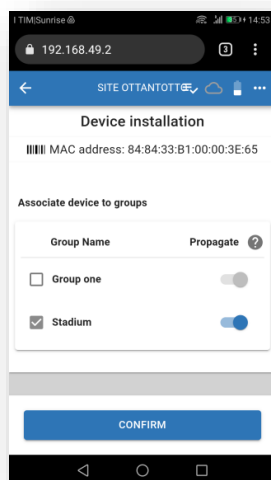 I TIM|Sunrise 14:53
192.168.49.2 3
SITE OTTANTOTT
Device installation
MAC address: 84:84:33:B1:00:00:3E:65
Associate device to groups
Group Name Propagate ?
Group one
Stadium
CONFIRM